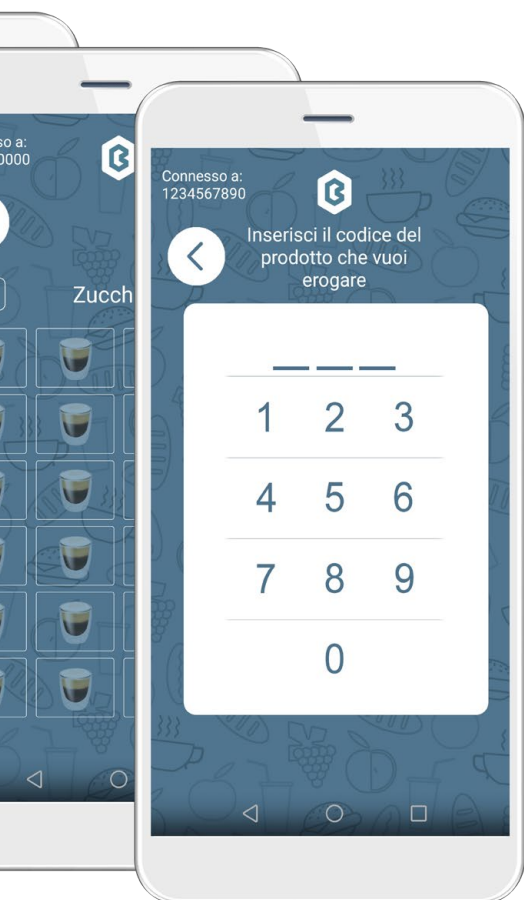 o a:
0000
Zucch
Connesso a:
1234567890
Inserisci il codice del
prodotto che vuoi
erogare
1 2 3
4 5 6
7 8 9
0